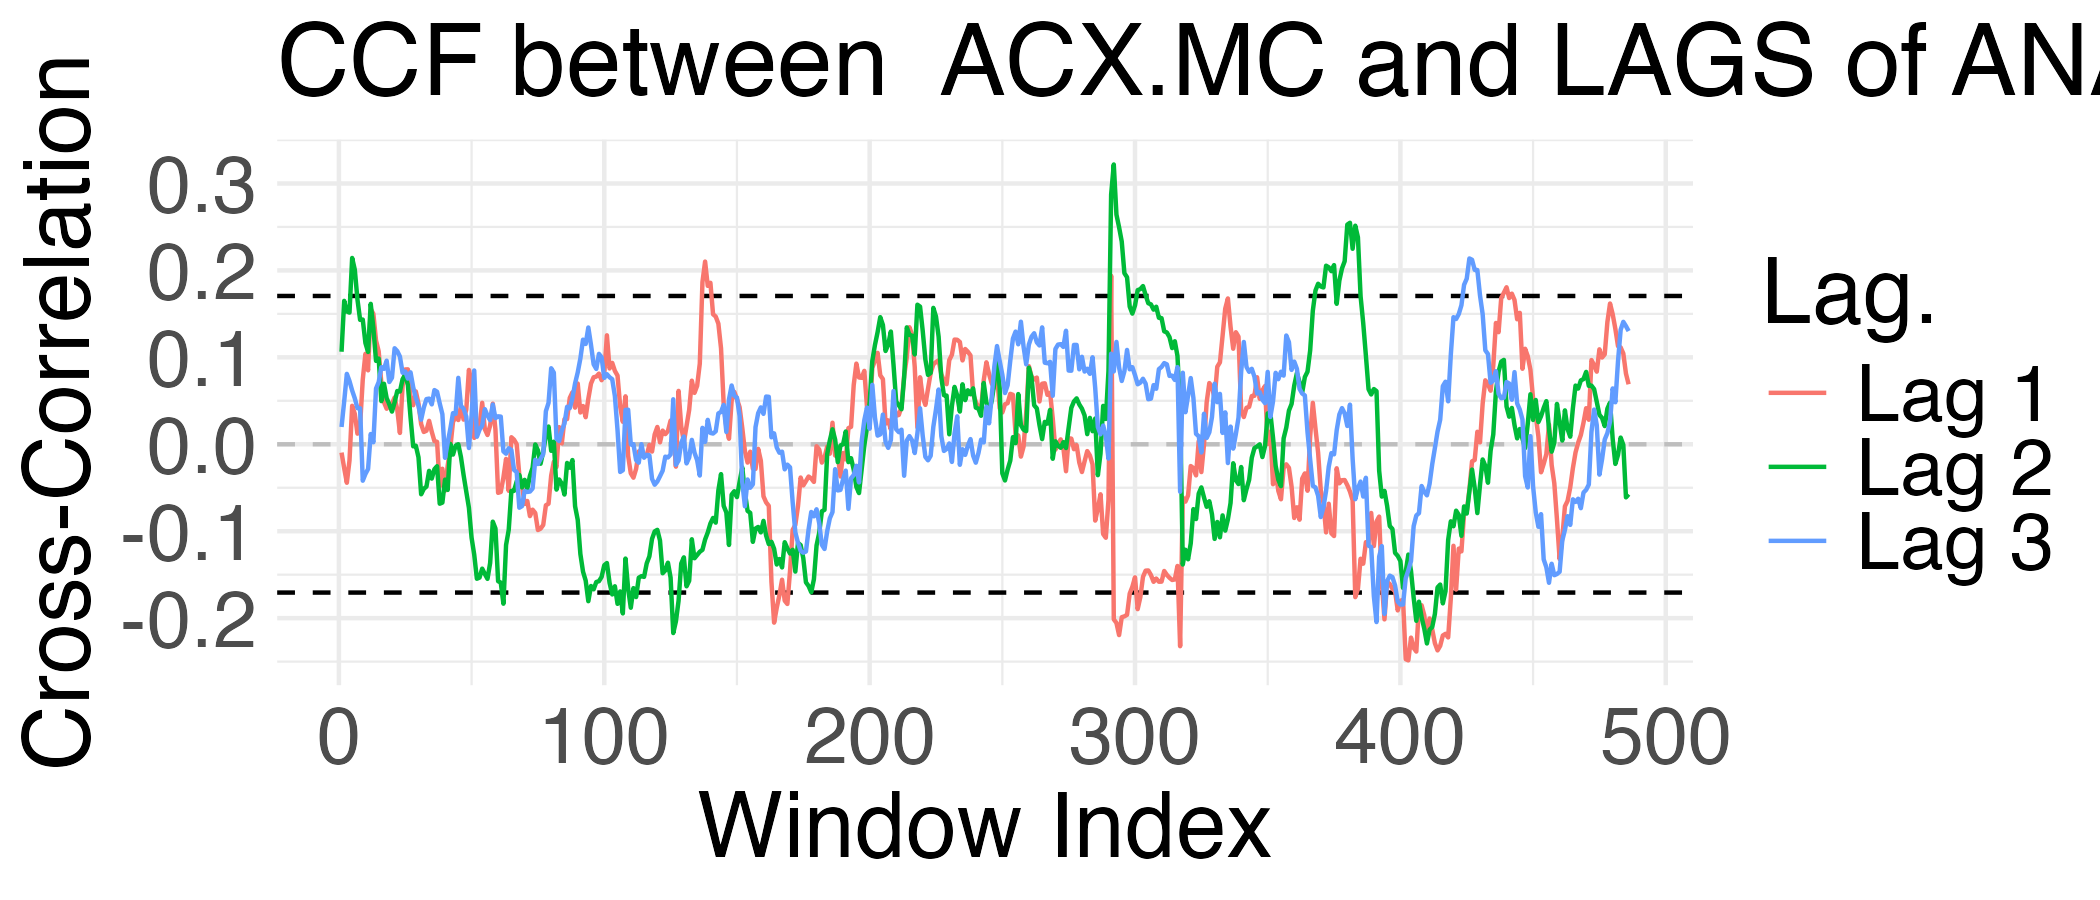 CCF between ACX.MC and LAGS of
Cross-Correlation
0.3
0.2
0.1
0.0
-0.1
-0.2
0 100 200 300 400 500
Window Index
Lag.
Lag 1
Lag 2
Lag 3